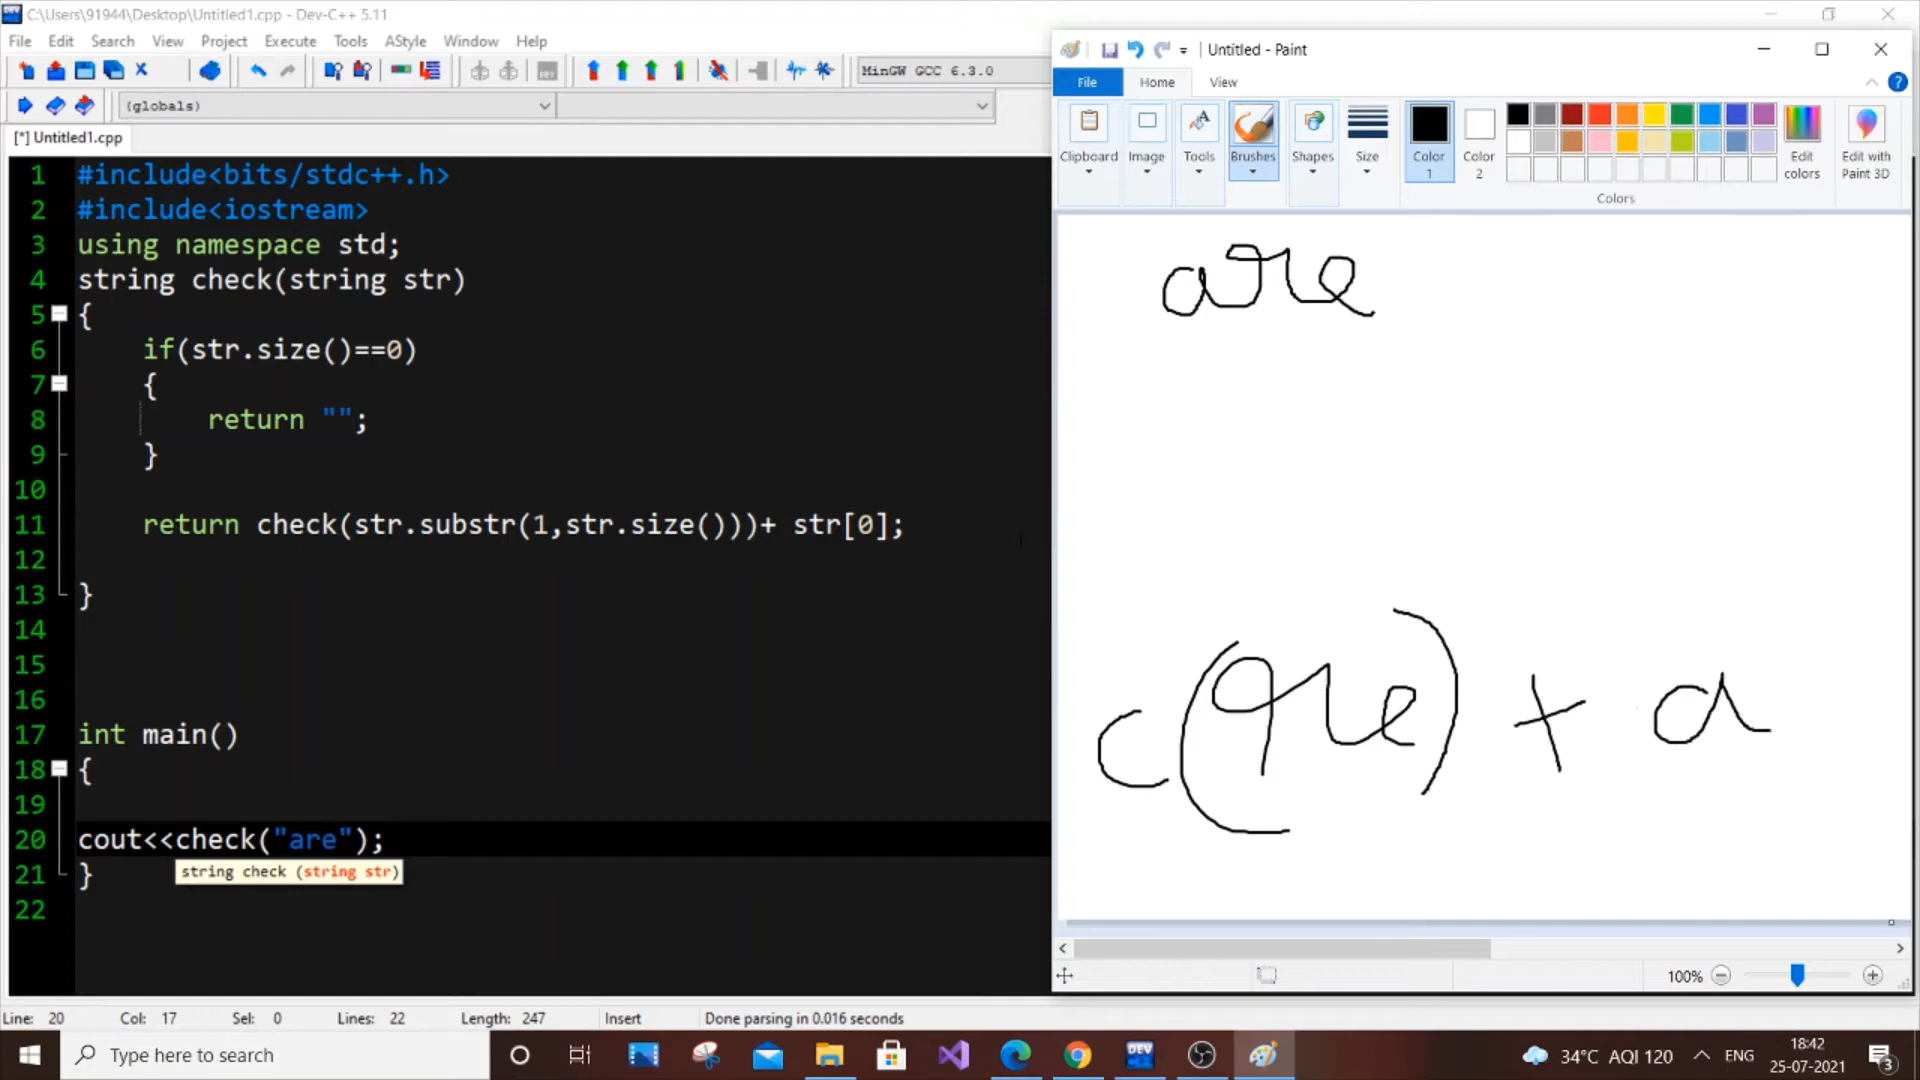 C:\Users\91944\Desktop\Untitled1.cpp - Dev-C++ 5.11
File Edit Search View Project Execute Tools AStyle Window Help
MinGW GCC 6.3.0
(globals)
[*] Untitled1.cpp
1 #include<bits/stdc++.h>
2 #include<iostream>
3 using namespace std;
4 string check(string str)
5 {
6 if(str.size()==0)
7 {
8 return "";
9 }
10
11 return check(str.substr(1,str.size()))+ str[0];
12
13 }
14
15
16
17 int main()
18 {
19
20 cout<<check("are");
21 }
string check (string str)
22
Line: 20 Col: 17 Sel: 0 Lines: 22 Length: 247 Insert Done parsing in 0.016 seconds
Untitled - Paint
File Home View
Clipboard Image Tools Brushes Shapes Size Color 1 Color 2 Edit colors Edit with Paint 3D
Colors
are
c(re) + a
100%
Type here to search
DEV
34°C AQI 120 ENG 18:42
25-07-2021 3